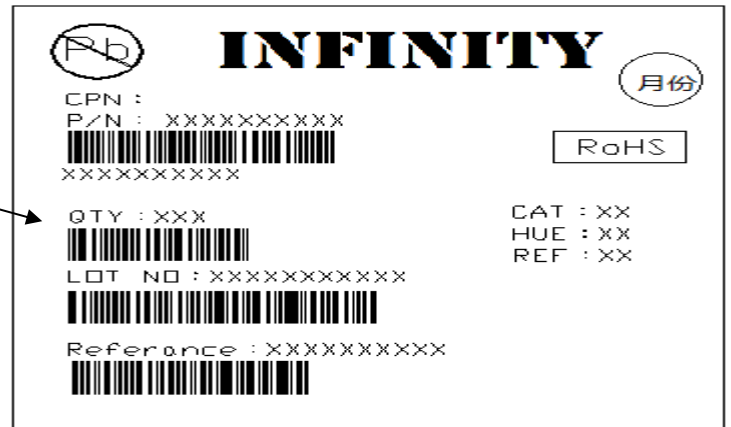 Pb
INFINITY
月份
CPN :
P/N : XXXXXXXXXX
RoHS
XXXXXXXXXX
QTY : XXX
CAT : XX
HUE : XX
REF : XX
LOT NO : XXXXXXXXXXX
Referance : XXXXXXXXXX